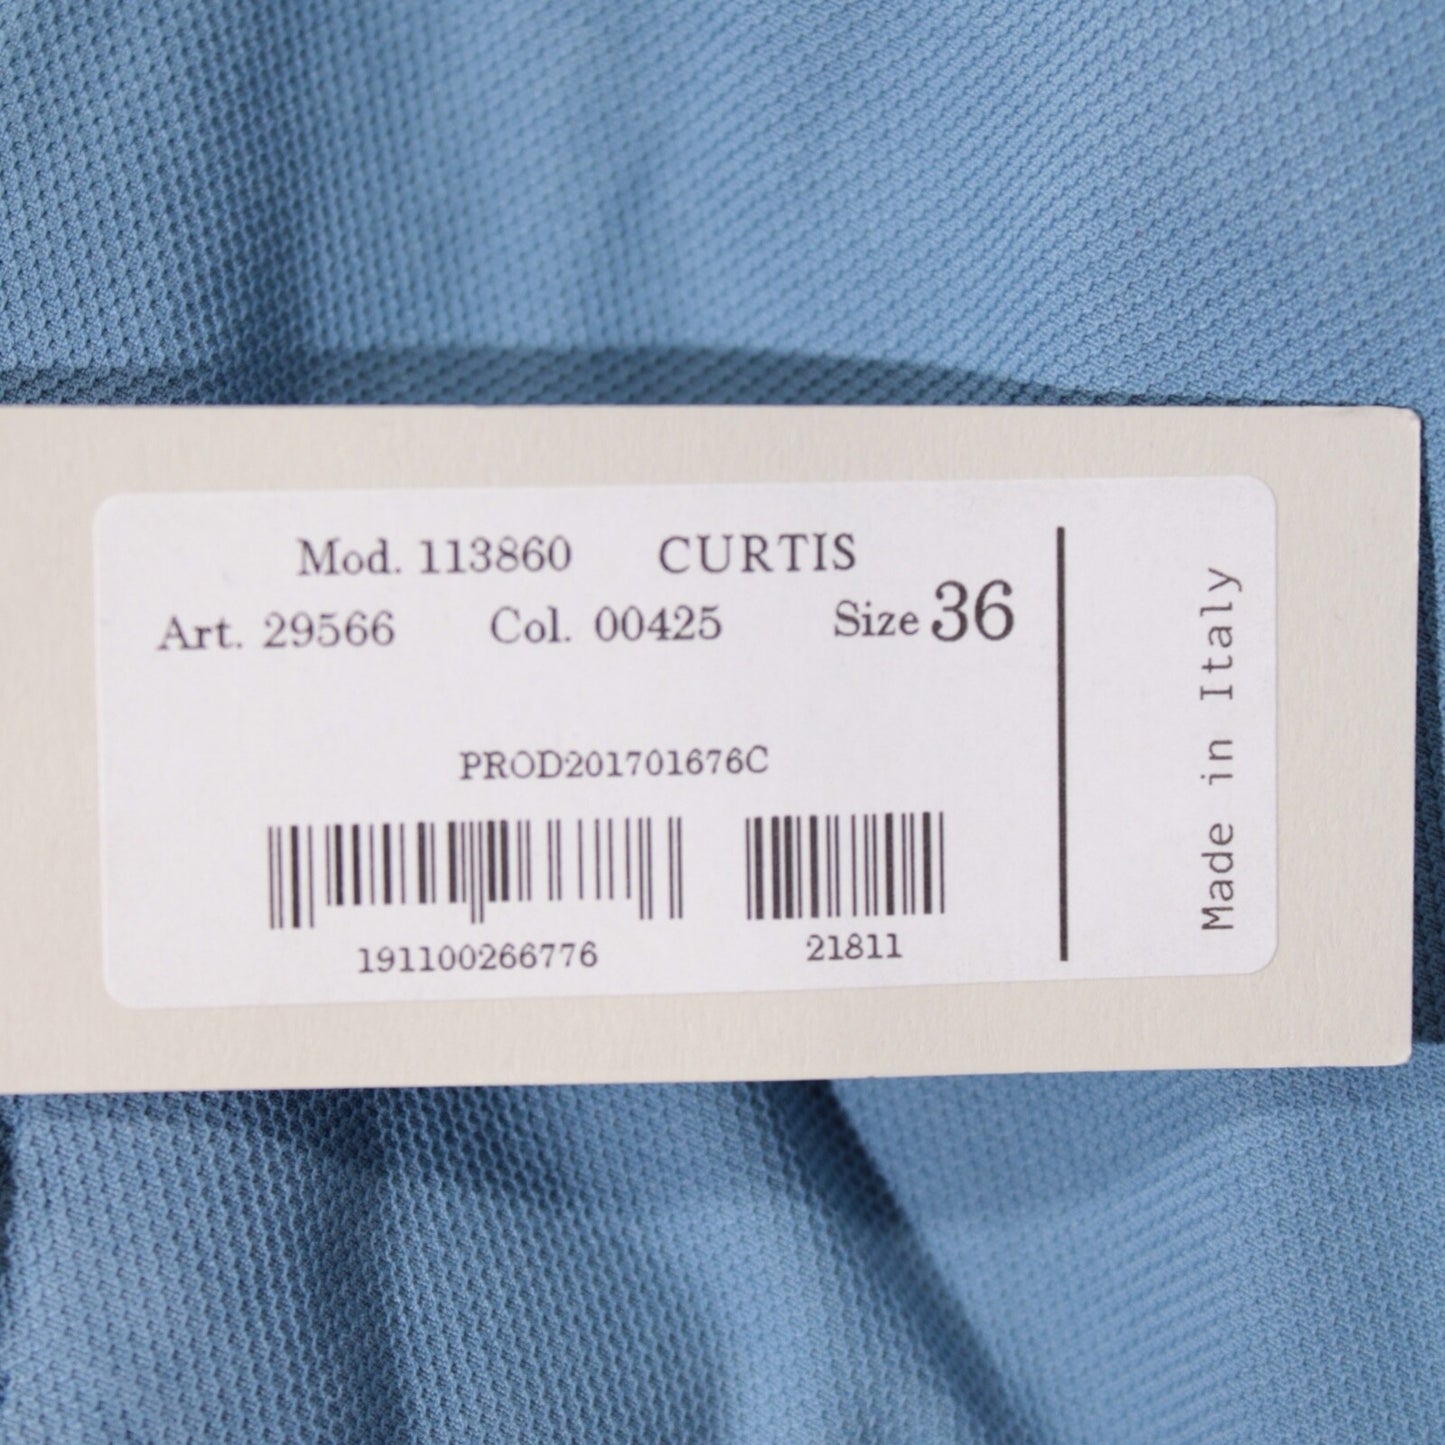 Mod. 113860 CURTIS
Art. 29566 Col. 00425 Size 36
PROD201701676C
191100266776 21811
Made in Italy